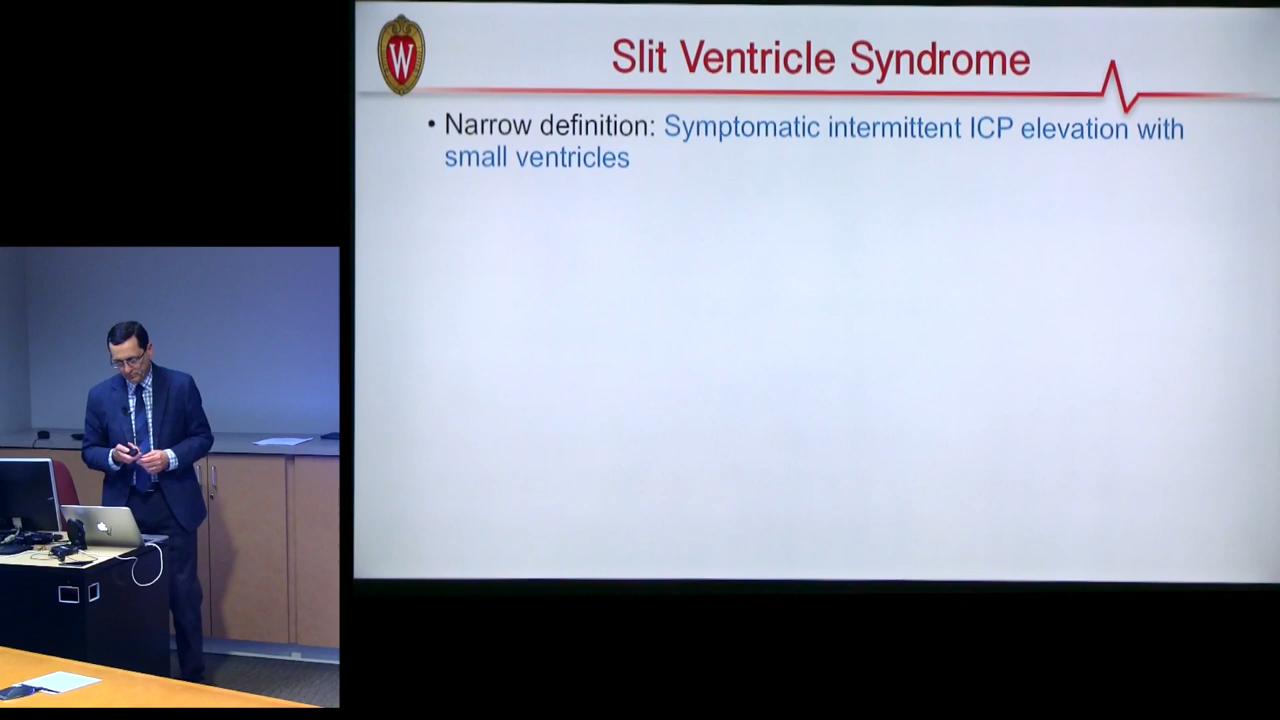 W
Slit Ventricle Syndrome
• Narrow definition: Symptomatic intermittent ICP elevation with
small ventricles